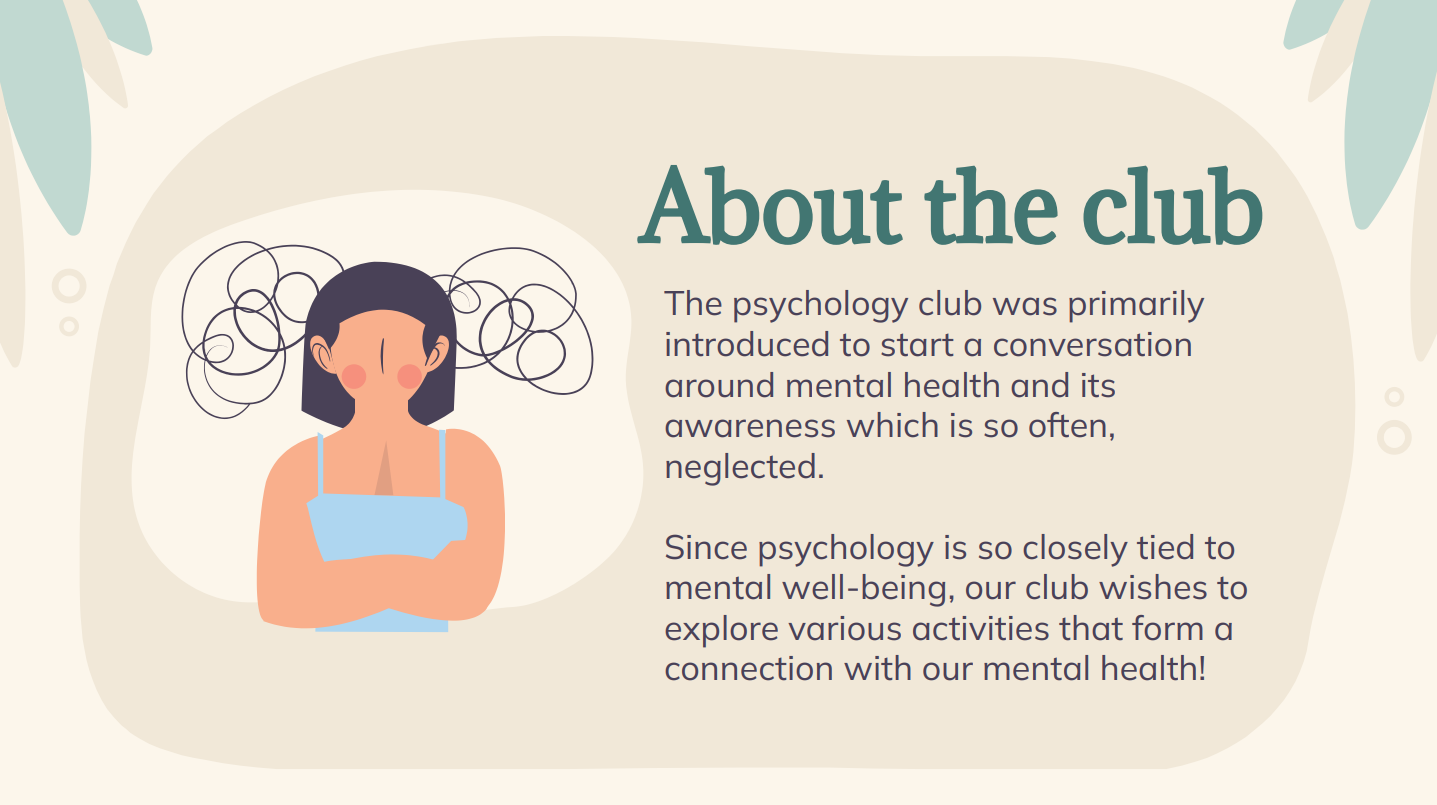 About the club
The psychology club was primarily
introduced to start a conversation
around mental health and its
awareness which is so often,
neglected.
Since psychology is so closely tied to
mental well-being, our club wishes to
explore various activities that form a
connection with our mental health!